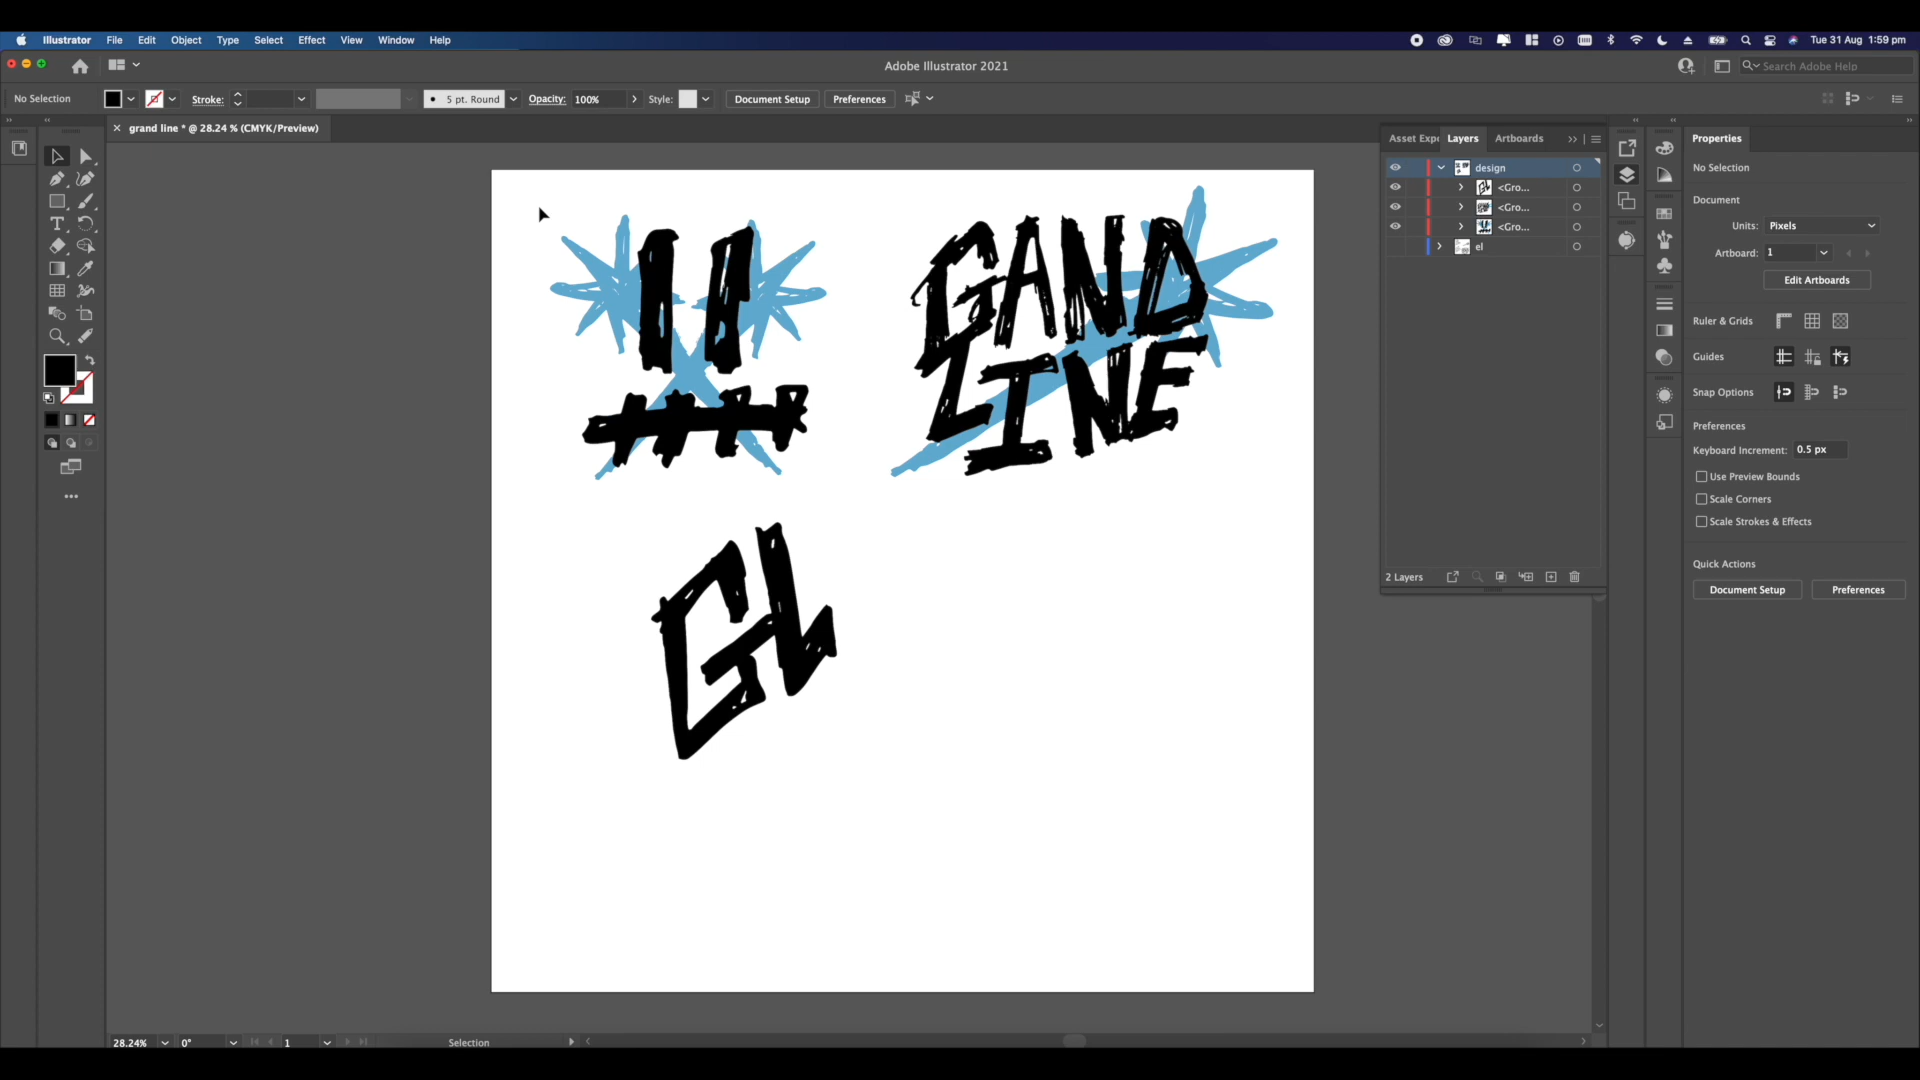 Illustrator File Edit Object Type Select Effect View Window Help
Tue 31 Aug 1:59 pm
Adobe Illustrator 2021
Search Adobe Help
No Selection
Stroke:
5 pt. Round
Opacity: 100%
Style:
Document Setup
Preferences
grand line * @ 28.24 % (CMYK/Preview)
GAND
LINE
GL
Asset Expo Layers Artboards
design
<Gro...
<Gro...
<Gro...
el
2 Layers
Properties
No Selection
Document
Units: Pixels
Artboard: 1
Edit Artboards
Ruler & Grids
Guides
Snap Options
Preferences
Keyboard Increment: 0.5 px
Use Preview Bounds
Scale Corners
Scale Strokes & Effects
Quick Actions
Document Setup Preferences
28.24% 0° 1 Selection